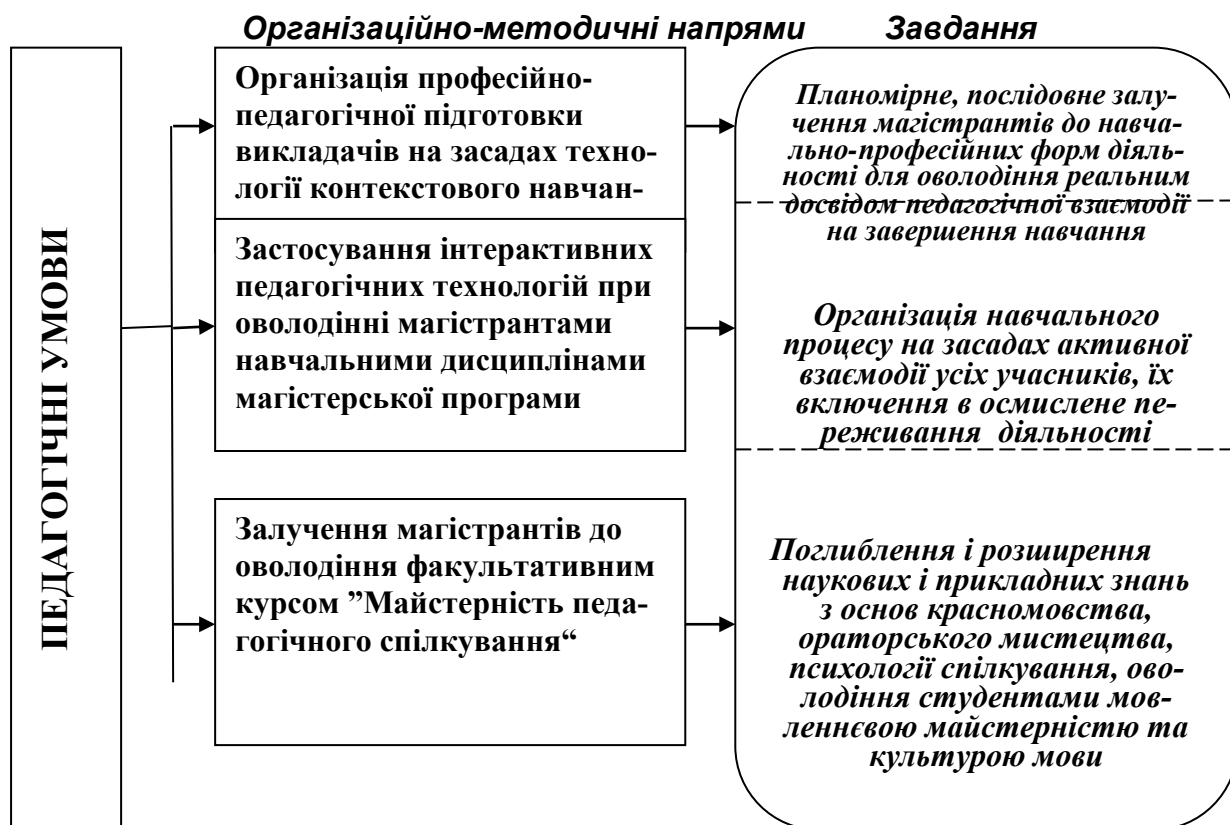 Організаційно-методичні напрями Завдання
ПЕДАГОГІЧНІ УМОВИ
Організація професійно-
педагогічної підготовки
викладачів на засадах техно-
логії контекстового навчан-
Планомірне, послідовне залу-
чення магістрантів до навча-
льно-професійних форм діяль-
ності для оволодіння реальним
досвідом педагогічної взаємодії
на завершення навчання
Застосування інтерактивних
педагогічних технологій при
оволодінні магістрантами
навчальними дисциплінами
магістерської програми
Організація навчального
процесу на засадах активної
взаємодії усіх учасників, їх
включення в осмислене пе-
реживання діяльності
Залучення магістрантів до
оволодіння факультативним
курсом ”Майстерність педа-
гогічного спілкування“
Поглиблення і розширення
наукових і прикладних знань
з основ красномовства,
ораторського мистецтва,
психології спілкування, ово-
лодіння студентами мов-
леннєвою майстерністю та
культурою мови